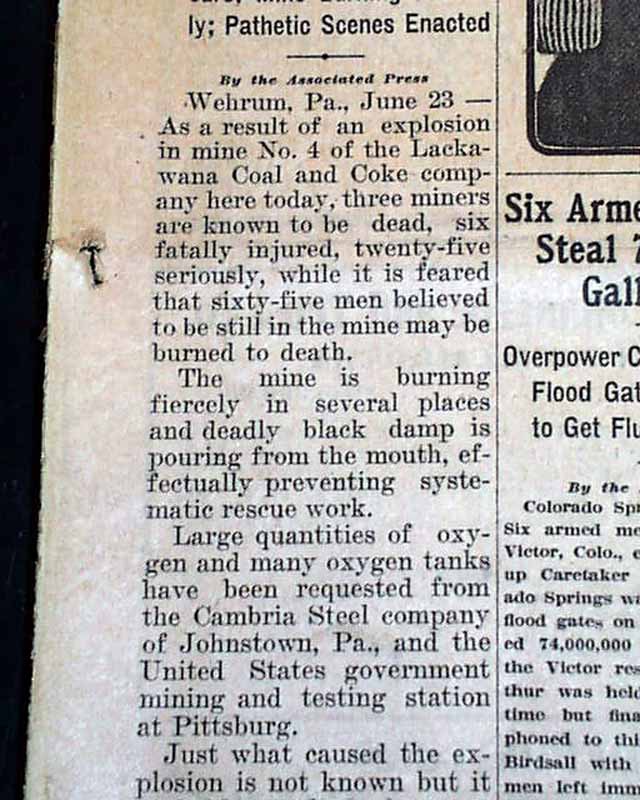 ly; Pathetic Scenes Enacted
By the Associated Press
Wehrum, Pa., June 23 —
As a result of an explosion
in mine No. 4 of the Lacka-
wana Coal and Coke comp-
any here today, three miners
are known to be dead, six
fatally injured, twenty-five
seriously, while it is feared
that sixty-five men believed
to be still in the mine may be
burned to death.
The mine is burning
fiercely in several places
and deadly black damp is
pouring from the mouth, ef-
fectually preventing syste-
matic rescue work.
Large quantities of oxy-
gen and many oxygen tanks
have been requested from
the Cambria Steel company
of Johnstown, Pa., and the
United States government
mining and testing station
at Pittsburg.
Just what caused the ex-
plosion is not known but it
Six Arme
Steal 7
Gall
Overpower C
Flood Gat
to Get Flu
By the
Colorado Spr
Six armed me
Victor, Colo., e
up Caretaker
ado Springs wa
flood gates on
ed 74,000,000
the Victor res
thur was held
time but fina
phoned to thi
Birdsall with
men left imm